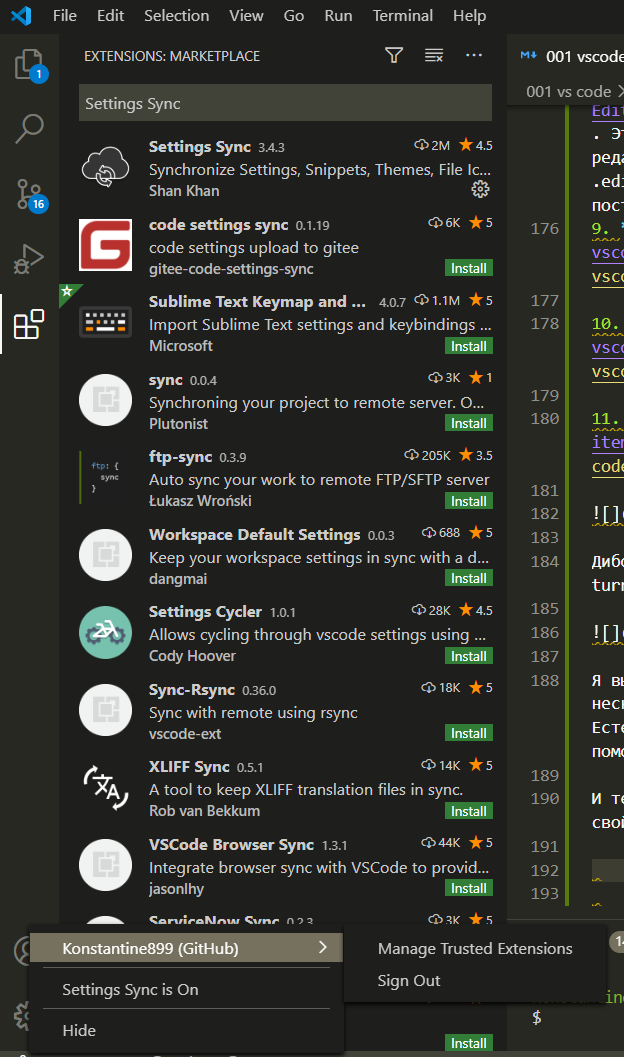 File Edit Selection View Go Run Terminal Help
EXTENSIONS: MARKETPLACE
Settings Sync
Settings Sync 3.4.3 2M 4.5
Synchronize Settings, Snippets, Themes, File Ic...
Shan Khan
code settings sync 0.1.19 6K 5
code settings upload to gitee
gitee-code-settings-sync Install
Sublime Text Keymap and ... 4.0.7 1.1M 5
Import Sublime Text settings and keybindings ...
Microsoft Install
sync 0.0.4 3K 1
Synchroning your project to remote server. O...
Plutonist Install
ftp: {
sync
}
ftp-sync 0.3.9 205K 3.5
Auto sync your work to remote FTP/SFTP server
Łukasz Wroński Install
Workspace Default Settings 0.0.3 688 5
Keep your workspace settings in sync with a d...
dangmai Install
Settings Cycler 1.0.1 28K 4.5
Allows cycling through vscode settings using ...
Cody Hoover Install
Sync-Rsync 0.36.0 18K 5
Sync with remote using rsync
vscode-ext Install
XLIFF Sync 0.5.1 14K 5
A tool to keep XLIFF translation files in sync.
Rob van Bekkum Install
VSCode Browser Sync 1.3.1 44K 5
Integrate browser sync with VSCode to provid...
jasonlhy Install
ServiceNow Sync 0.2.3 3K 5
Install
1
16
Konstantine899 (GitHub)
Settings Sync is On
Hide
Manage Trusted Extensions
Sign Out
001 vscode
001 vs code
Edit
. Эт
реда
.edi
пост
176 9. *
vsco
vsco
177
178 10.
vsco
vsco
179
180 11.
item
code
181
182 ![](
183
184 Дибо
turn
185
186 ![](
187
188 Я вы
неск
Есте
помо
189
190 И те
свой
191
192
193
14
$